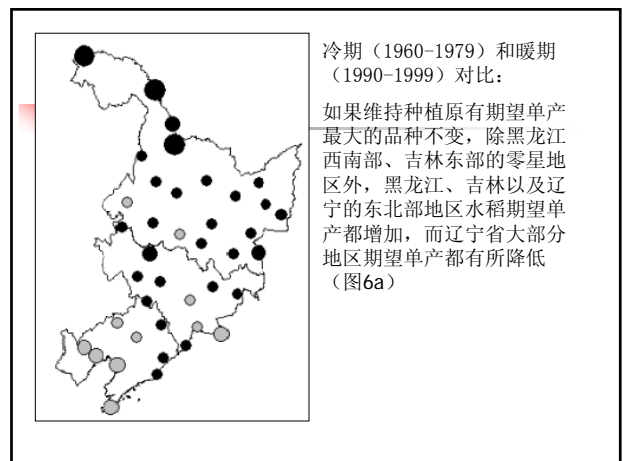 冷期（1960-1979）和暖期
（1990-1999）对比：
如果维持种植原有期望单产
最大的品种不变，除黑龙江
西南部、吉林东部的零星地
区外，黑龙江、吉林以及辽
宁的东北部地区水稻期望单
产都增加，而辽宁省大部分
地区期望单产都有所降低
（图6a）